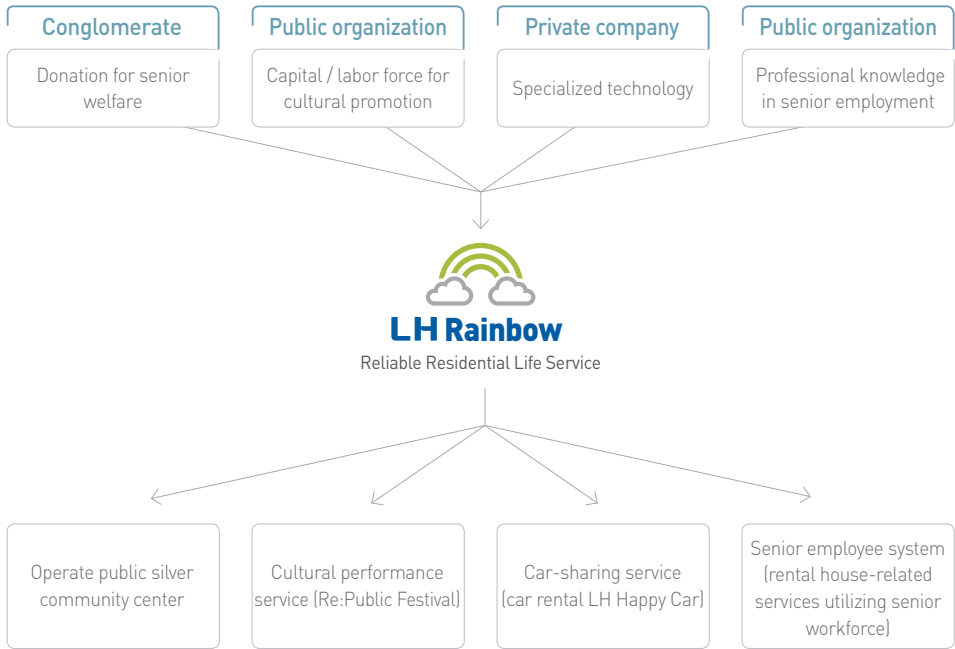 Conglomerate
Donation for senior
welfare
Public organization
Capital / labor force for
cultural promotion
Private company
Specialized technology
Public organization
Professional knowledge
in senior employment
LH Rainbow
Reliable Residential Life Service
Operate public silver
community center
Cultural performance
service (Re:Public Festival)
Car-sharing service
(car rental LH Happy Car)
Senior employee system
(rental house-related
services utilizing senior
workforce)